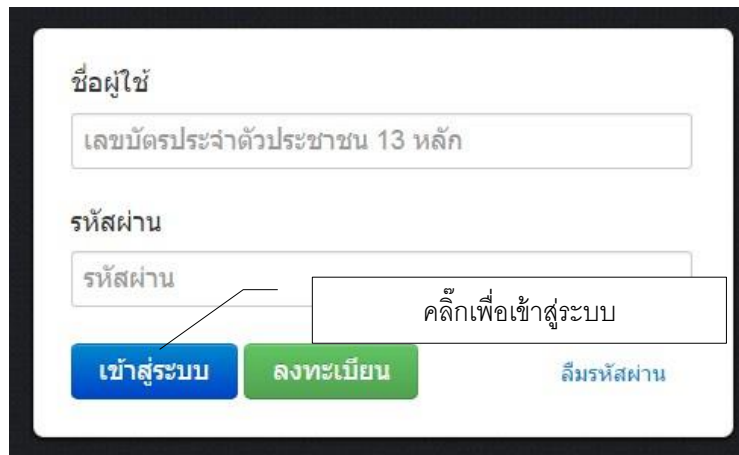 ชื่อผู้ใช้
เลขบัตรประจำตัวประชาชน 13 หลัก
รหัสผ่าน
รหัสผ่าน
คลิ๊กเพื่อเข้าสู่ระบบ
เข้าสู่ระบบ ลงทะเบียน ลืมรหัสผ่าน